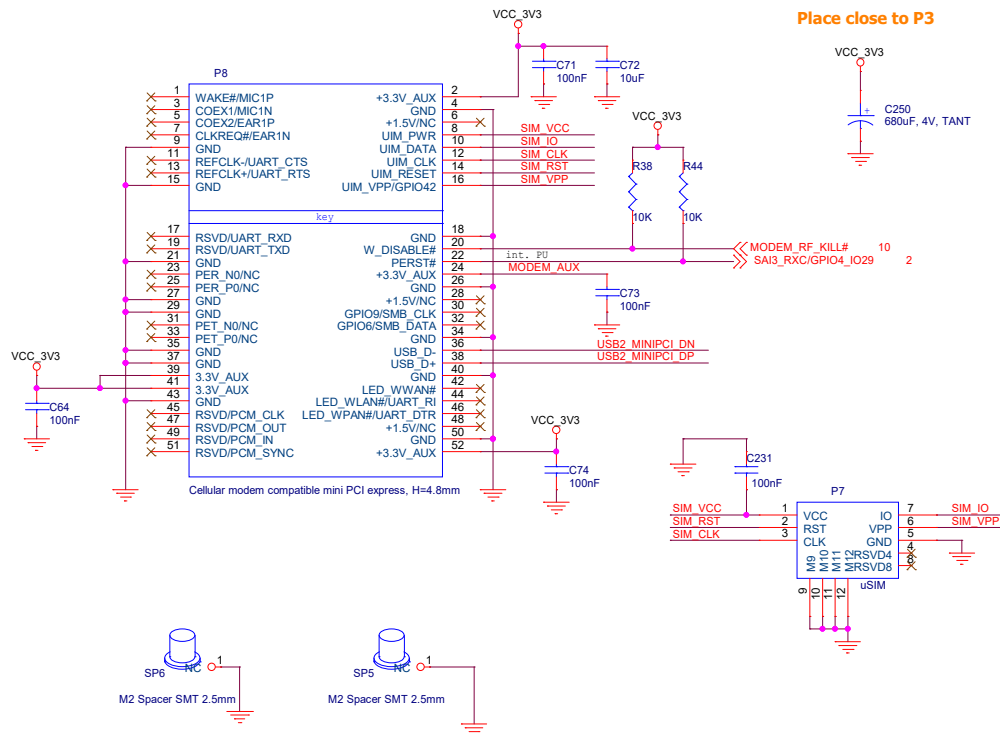 Place close to P3
VCC_3V3
C71
100nF
C72
10uF
VCC_3V3
C250
680uF, 4V, TANT
P8
1 WAKE#/MIC1P +3.3V_AUX 2
3 COEX1/MIC1N GND 4
5 COEX2/EAR1P +1.5V/NC 6
7 CLKREQ#/EAR1N UIM_PWR 8 SIM_VCC
9 GND UIM_DATA 10 SIM_IO
11 REFCLK-/UART_CTS UIM_CLK 12 SIM_CLK
13 REFCLK+/UART_RTS UIM_RESET 14 SIM_RST
15 GND UIM_VPP/GPIO42 16 SIM_VPP
key
VCC_3V3
R38
10K
R44
10K
17 RSVD/UART_RXD GND 18
19 RSVD/UART_TXD W_DISABLE# 20 MODEM_RF_KILL# 10
21 GND PERST# 22 int. PU SAI3_RXC/GPIO4_IO29 2
23 PER_N0/NC +3.3V_AUX 24 MODEM_AUX
25 PER_P0/NC GND 26
27 GND +1.5V/NC 28
29 GND GPIO9/SMB_CLK 30
31 PET_N0/NC GPIO6/SMB_DATA 32
33 PET_P0/NC GND 34
35 GND USB_D- 36 USB2_MINIPCI_DN
37 GND USB_D+ 38 USB2_MINIPCI_DP
39 3.3V_AUX GND 40
41 3.3V_AUX LED_WWAN# 42
43 GND LED_WLAN#/UART_RI 44
45 RSVD/PCM_CLK LED_WPAN#/UART_DTR 46
47 RSVD/PCM_OUT +1.5V/NC 48
49 RSVD/PCM_IN GND 50
51 RSVD/PCM_SYNC +3.3V_AUX 52
C73
100nF
VCC_3V3
C64
100nF
VCC_3V3
C74
100nF
Cellular modem compatible mini PCI express, H=4.8mm
C231
100nF
P7
SIM_VCC 1 VCC IO 7 SIM_IO
SIM_RST 2 RST VPP 6 SIM_VPP
SIM_CLK 3 CLK GND 5
RSVD4 4
RSVD8 8
M9 M10 M11 M12
9 10 11 12
uSIM
SP6
NC 1
M2 Spacer SMT 2.5mm
SP5
NC 1
M2 Spacer SMT 2.5mm